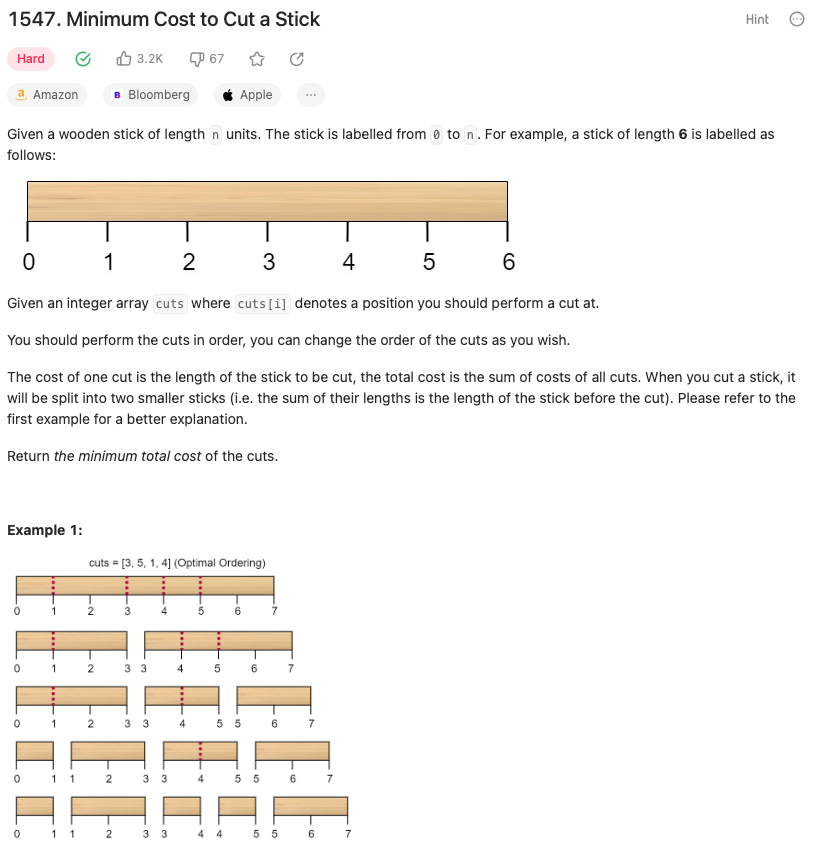 1547. Minimum Cost to Cut a Stick
Hint
Hard
3.2K
67
a Amazon
B Bloomberg
Apple
...
Given a wooden stick of length n units. The stick is labelled from 0 to n. For example, a stick of length 6 is labelled as
follows:
0 1 2 3 4 5 6
Given an integer array cuts where cuts[i] denotes a position you should perform a cut at.
You should perform the cuts in order, you can change the order of the cuts as you wish.
The cost of one cut is the length of the stick to be cut, the total cost is the sum of costs of all cuts. When you cut a stick, it
will be split into two smaller sticks (i.e. the sum of their lengths is the length of the stick before the cut). Please refer to the
first example for a better explanation.
Return the minimum total cost of the cuts.
Example 1:
cuts = [3, 5, 1, 4] (Optimal Ordering)
0 1 2 3 4 5 6 7
0 1 2 3 3 4 5 6 7
0 1 2 3 3 4 5 5 6 7
0 1 1 2 3 3 4 5 5 6 7
0 1 1 2 3 3 4 4 5 5 6 7